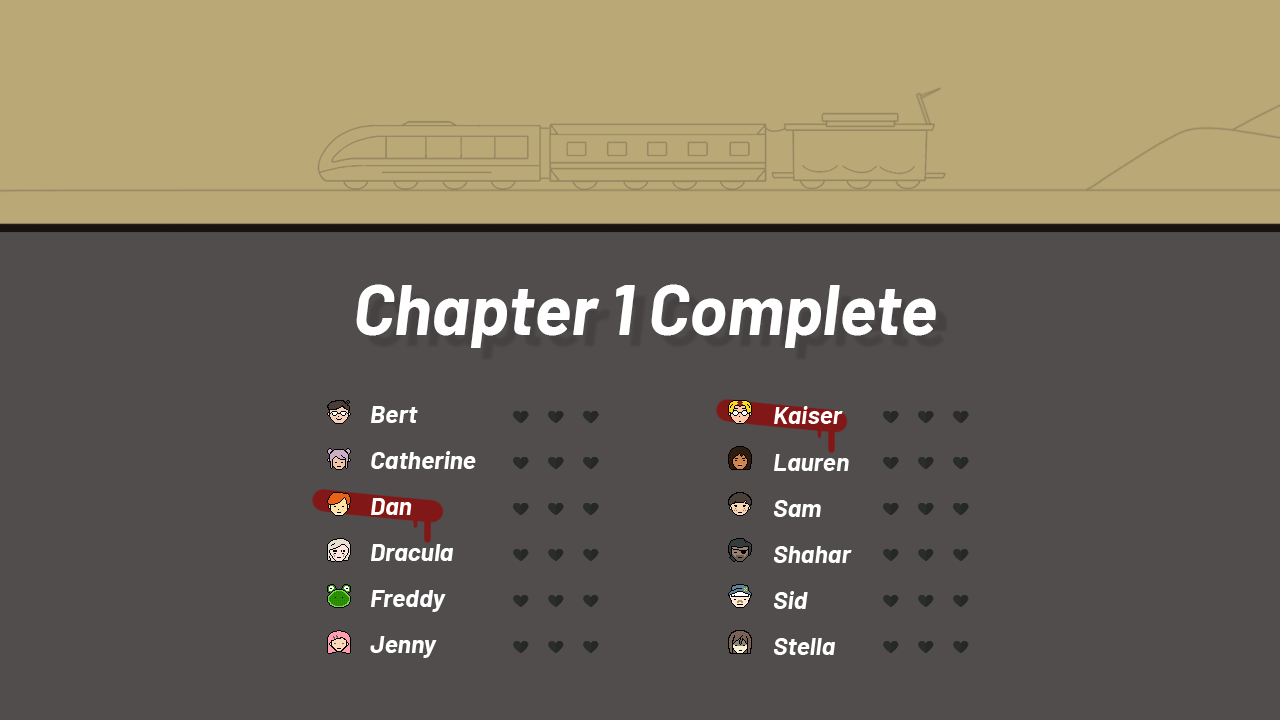 Chapter 1 Complete
Bert
Catherine
Dan
Dracula
Freddy
Jenny
Kaiser
Lauren
Sam
Shahar
Sid
Stella